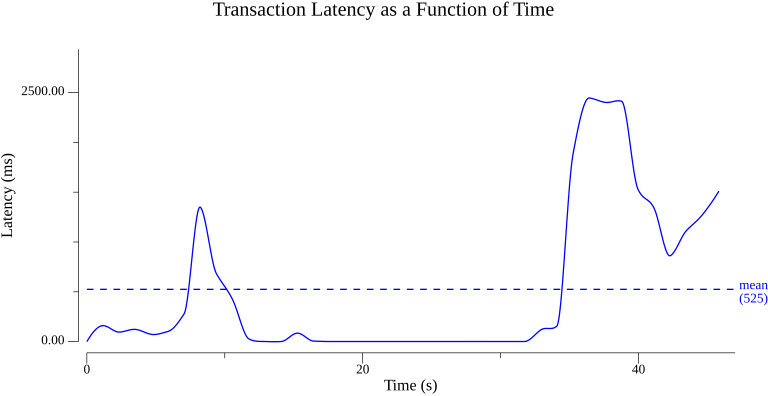 Transaction Latency as a Function of Time
2500.00
Latency (ms)
mean
(525)
0.00
0
20
40
Time (s)